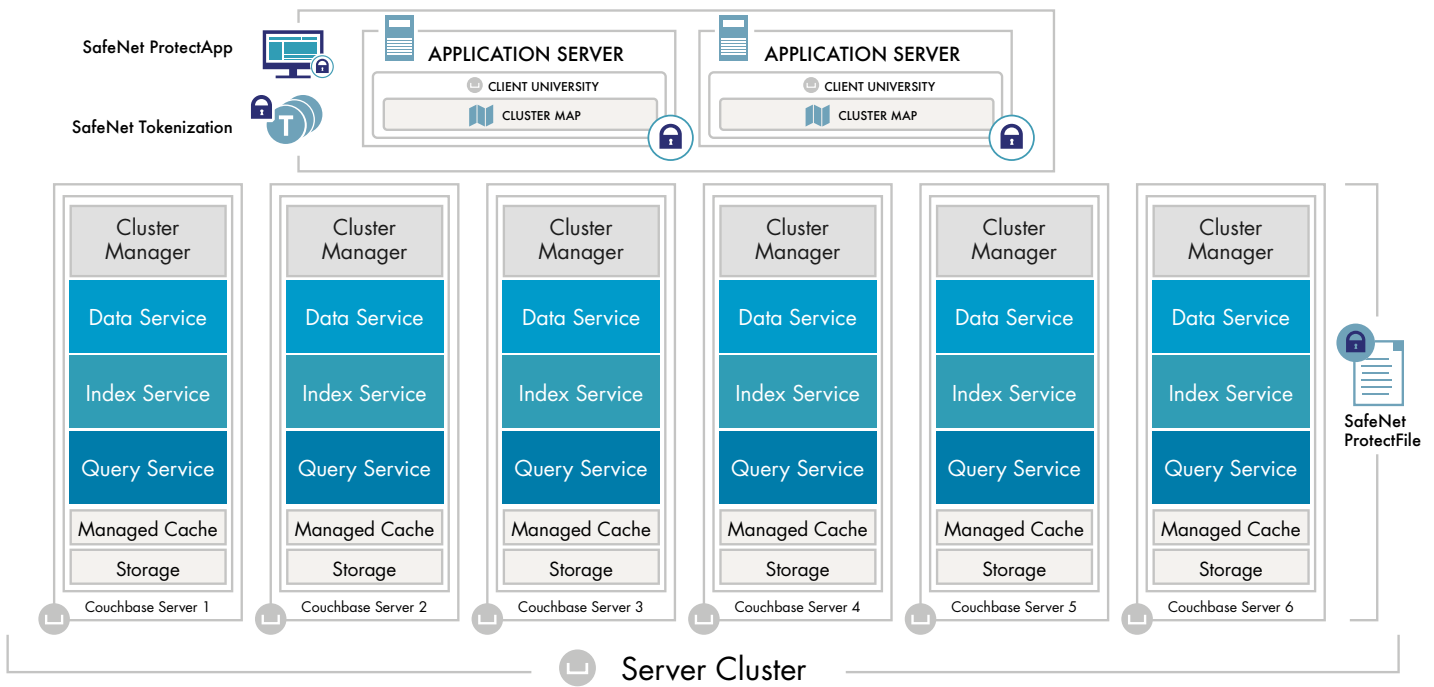 SafeNet ProtectApp
SafeNet Tokenization
T
APPLICATION SERVER
CLIENT UNIVERSITY
CLUSTER MAP
APPLICATION SERVER
CLIENT UNIVERSITY
CLUSTER MAP
Cluster
Manager
Data Service
Index Service
Query Service
Managed Cache
Storage
Couchbase Server 1
Cluster
Manager
Data Service
Index Service
Query Service
Managed Cache
Storage
Couchbase Server 2
Cluster
Manager
Data Service
Index Service
Query Service
Managed Cache
Storage
Couchbase Server 3
Cluster
Manager
Data Service
Index Service
Query Service
Managed Cache
Storage
Couchbase Server 4
Cluster
Manager
Data Service
Index Service
Query Service
Managed Cache
Storage
Couchbase Server 5
Cluster
Manager
Data Service
Index Service
Query Service
Managed Cache
Storage
Couchbase Server 6
SafeNet
ProtectFile
Server Cluster